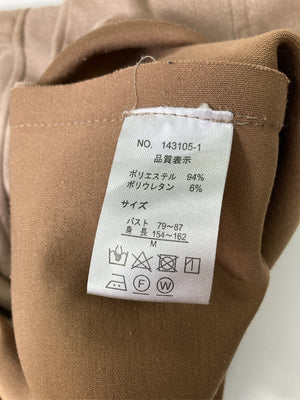 NO. 143105-1
品質表示
ポリエステル 94%
ポリウレタン 6%
サイズ
バスト 79~87
身 長 154~162
M
F W